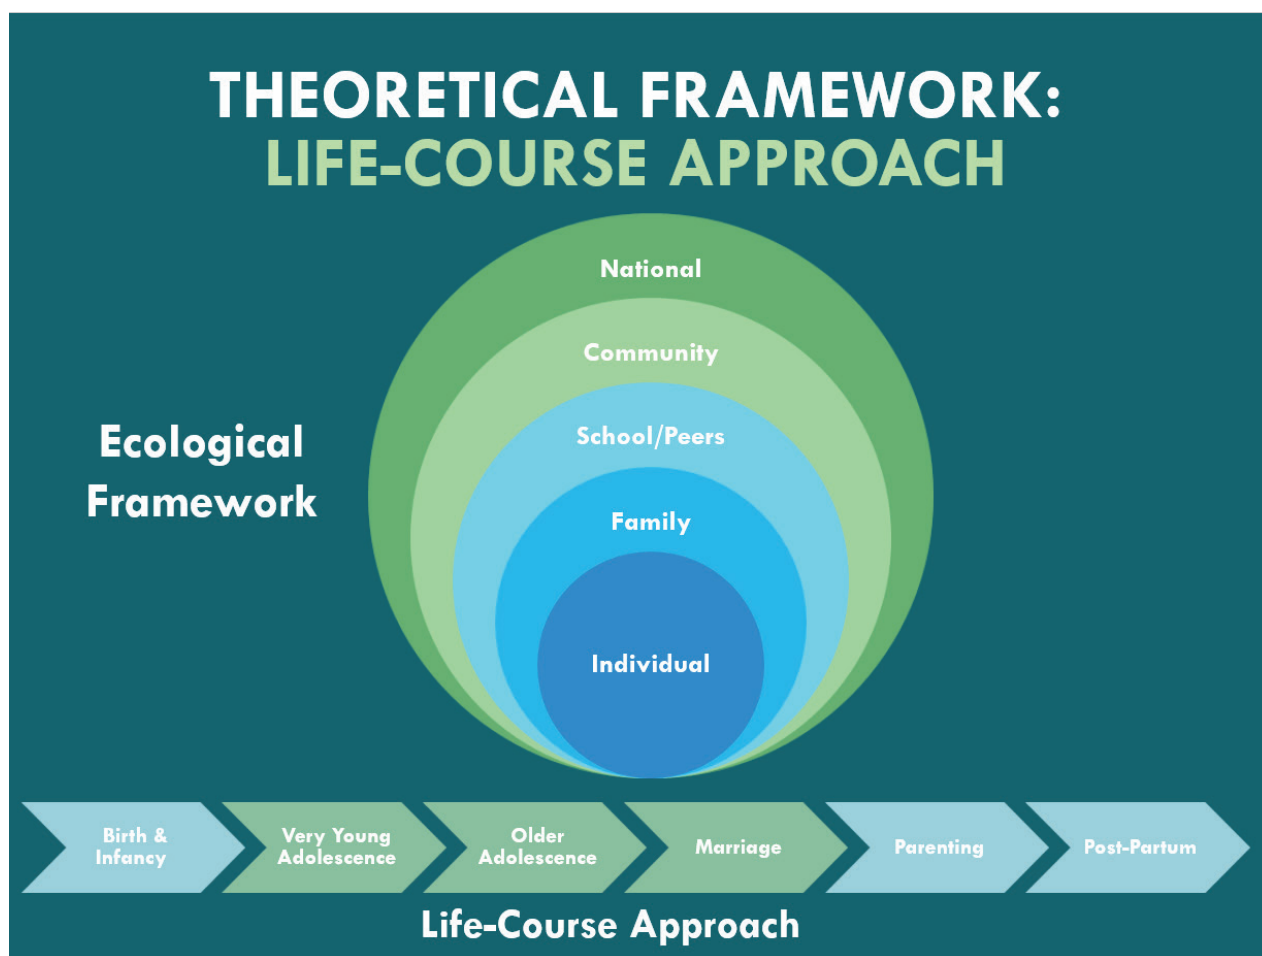 THEORETICAL FRAMEWORK:
LIFE-COURSE APPROACH
National
Community
School/Peers
Family
Individual
Ecological
Framework
Birth &
Infancy
Very Young
Adolescence
Older
Adolescence
Marriage
Parenting
Post-Partum
Life-Course Approach